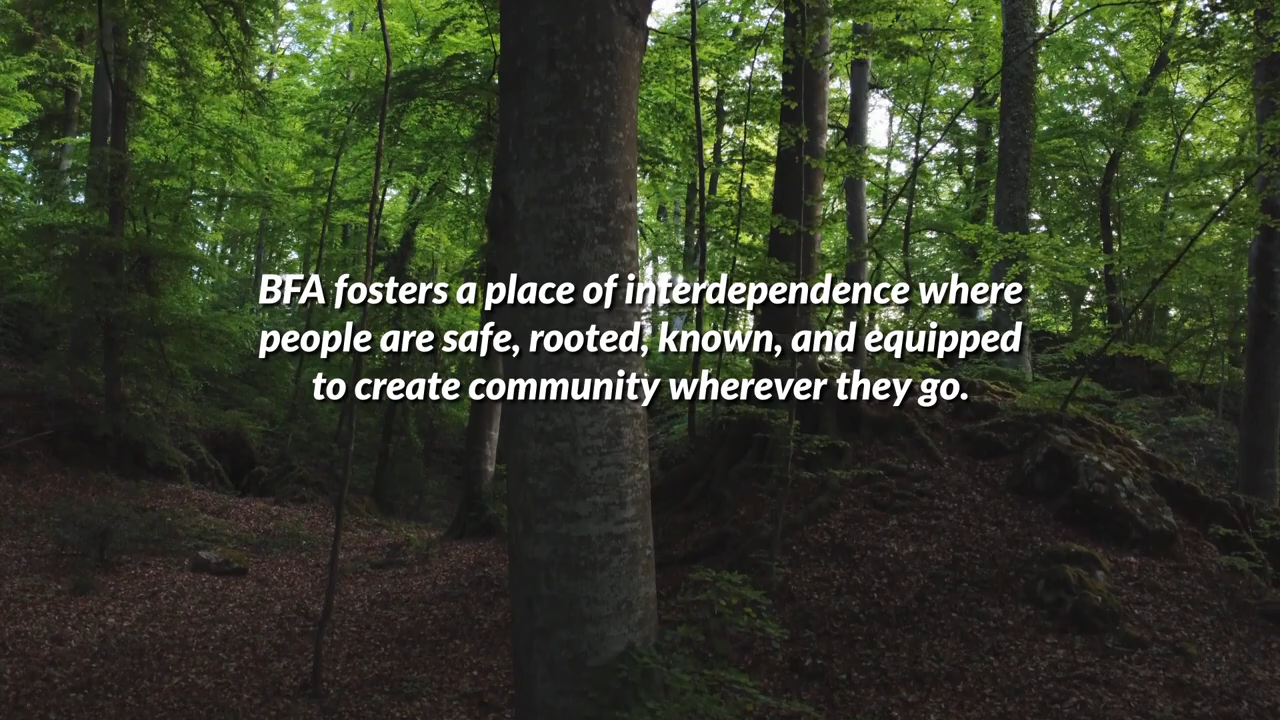 BFA fosters a place of interdependence where
people are safe, rooted, known, and equipped
to create community wherever they go.